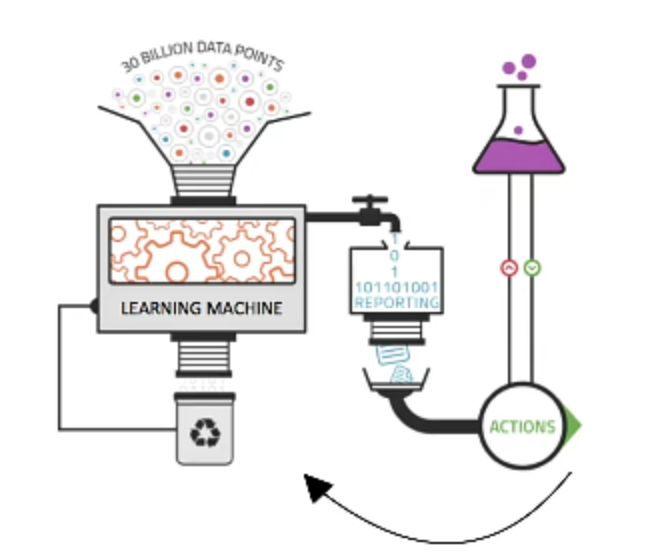 30 BILLION DATA POINTS
LEARNING MACHINE
1
0
1
101101001
REPORTING
ACTIONS